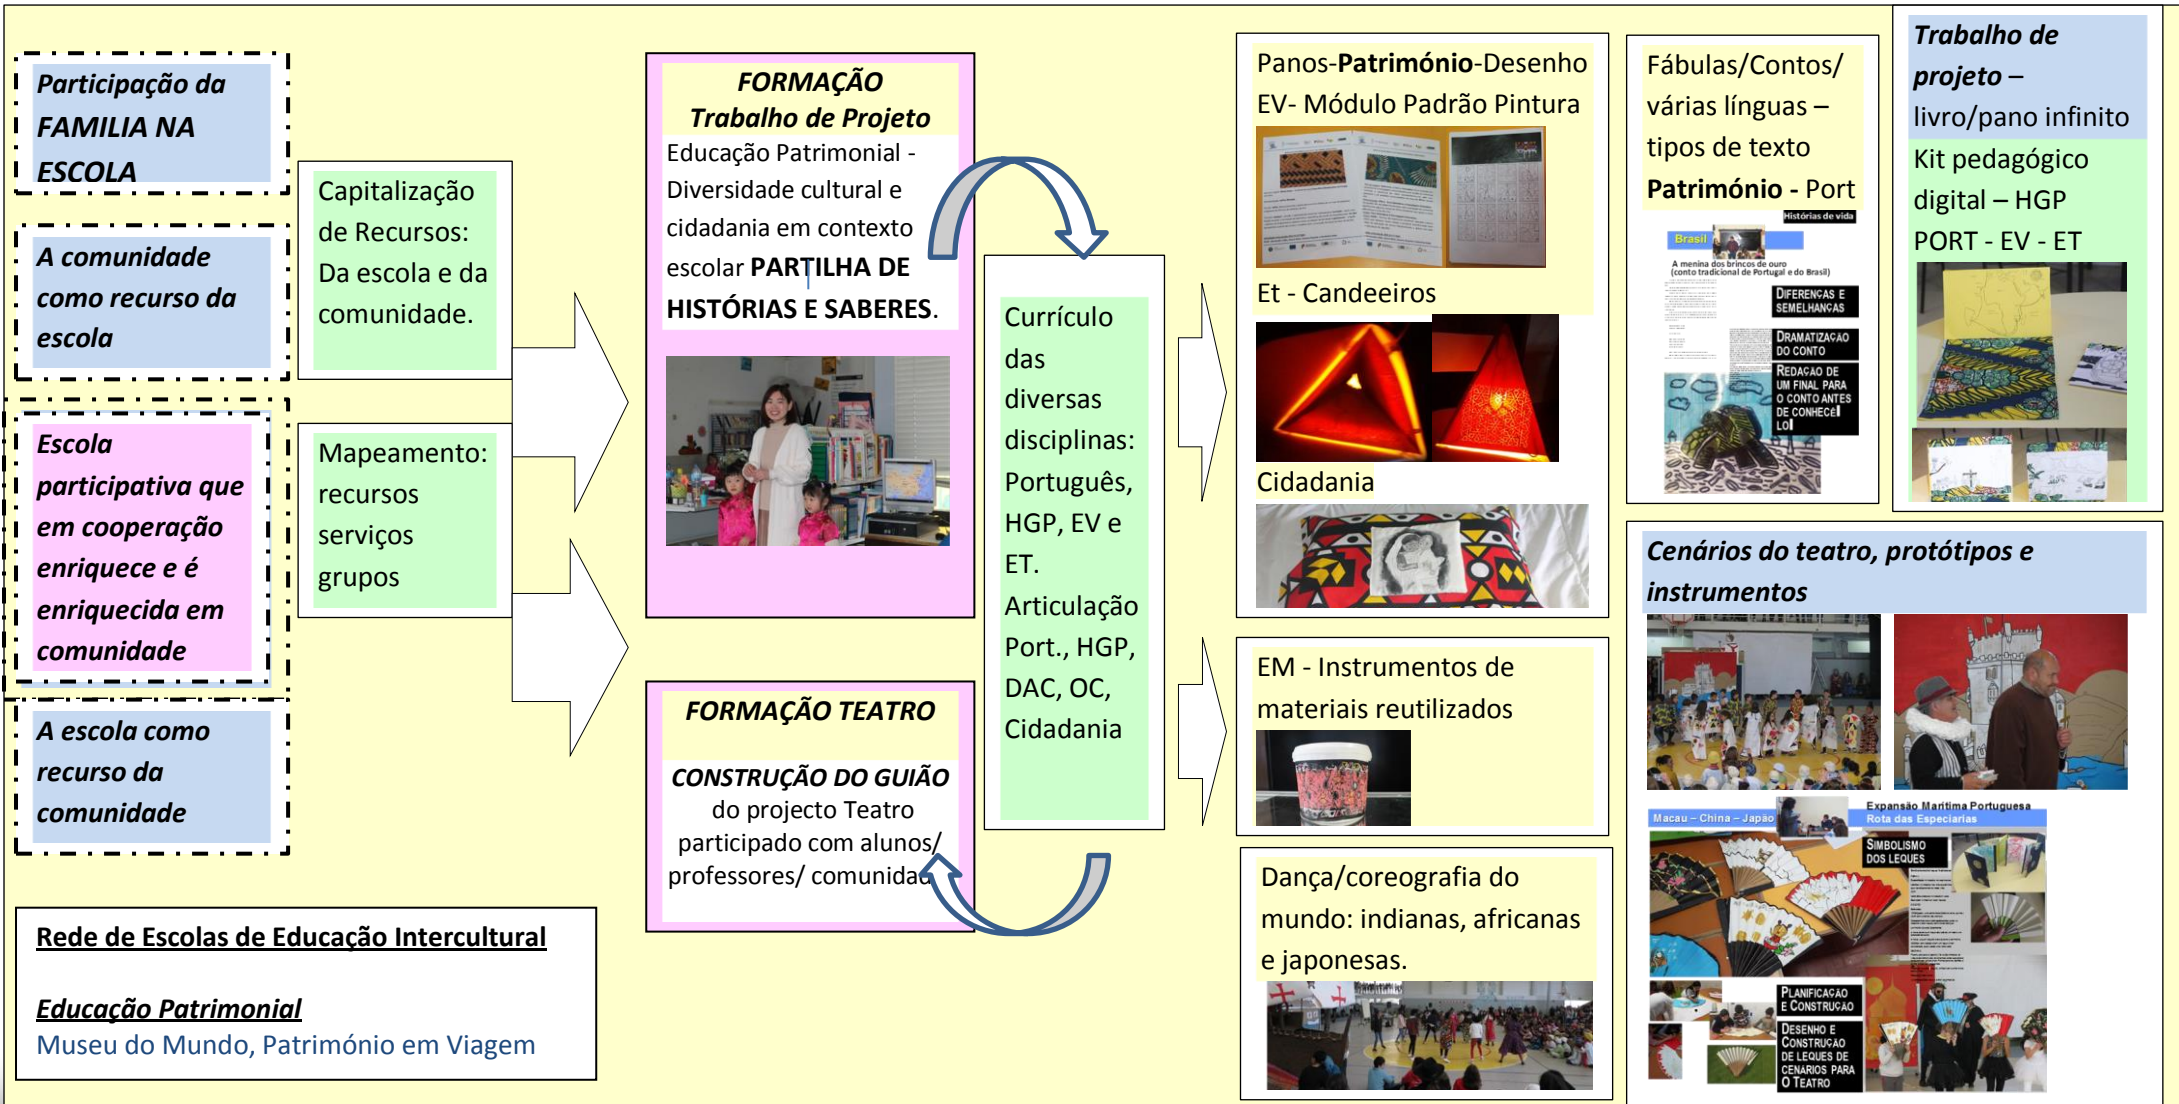 Participação da
FAMILIA NA
ESCOLA
A comunidade
como recurso da
escola
Escola
participativa que
em cooperação
enriquece e é
enriquecida em
comunidade
A escola como
recurso da
comunidade
Capitalização
de Recursos:
Da escola e da
comunidade.
Mapeamento:
recursos
serviços
grupos
FORMAÇÃO
Trabalho de Projeto
Educação Patrimonial -
Diversidade cultural e
cidadania em contexto
escolar PARTILHA DE
HISTÓRIAS E SABERES.
FORMAÇÃO TEATRO
CONSTRUÇÃO DO GUIÃO
do projecto Teatro
participado com alunos/
professores/ comunidad
Currículo
das
diversas
disciplinas:
Português,
HGP, EV e
ET.
Articulação
Port., HGP,
DAC, OC,
Cidadania
Panos-Património-Desenho
EV- Módulo Padrão Pintura
Et - Candeeiros
Cidadania
EM - Instrumentos de
materiais reutilizados
Dança/coreografia do
mundo: indianas, africanas
e japonesas.
Fábulas/Contos/
várias línguas –
tipos de texto
Património - Port
Histórias de vida
Brasil
A menina dos brincos de ouro
(conto tradicional de Portugal e do Brasil)
DIFERENÇAS E
SEMELHANÇAS
DRAMATIZAÇÃO
DO CONTO
REDAÇÃO DE
UM FINAL PARA
O CONTO ANTES
DE CONHECÊ
LO
Trabalho de
projeto –
livro/pano infinito
Kit pedagógico
digital – HGP
PORT - EV - ET
Cenários do teatro, protótipos e
instrumentos
Expansão Marítima Portuguesa
Macau – China – Japão
Rota das Especiarias
SIMBOLISMO
DOS LEQUES
PLANIFICAÇÃO
E CONSTRUÇÃO
DESENHO E
CONSTRUÇÃO
DE LEQUES DE
CENÁRIOS PARA
O TEATRO
Rede de Escolas de Educação Intercultural
Educação Patrimonial
Museu do Mundo, Património em Viagem